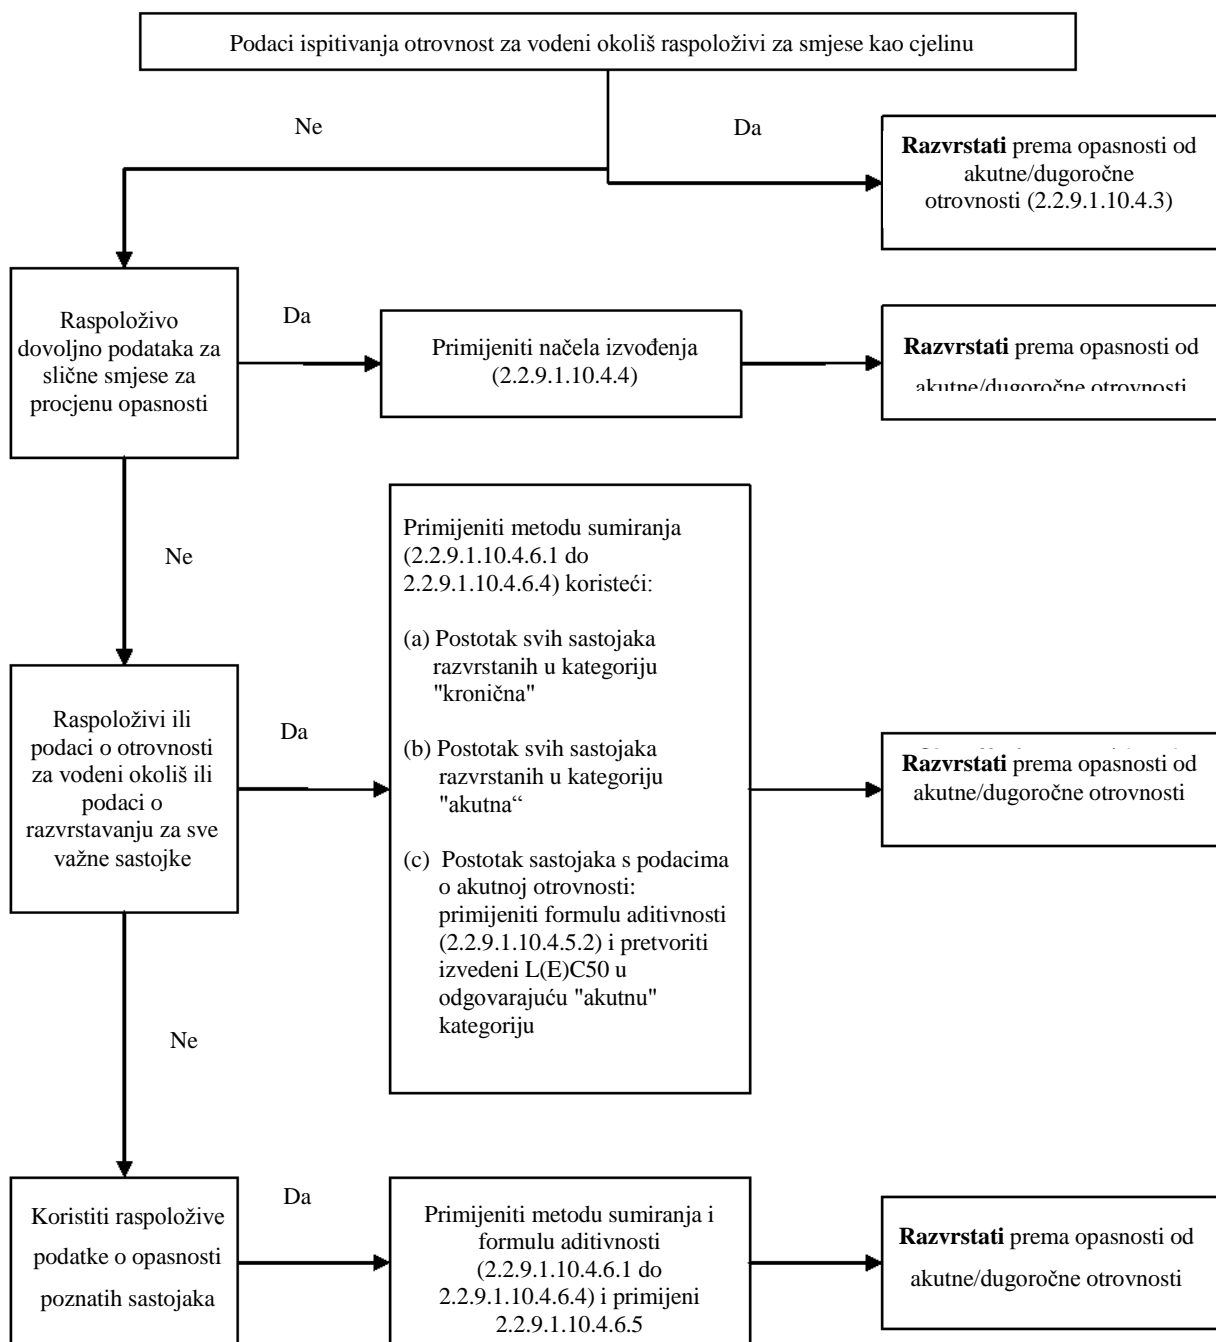 Podaci ispitivanja otrovnost za vodeni okoliš raspoloživi za smjese kao cjelinu
Ne
Da
Razvrstati prema opasnosti od
akutne/dugoročne
otrovnosti (2.2.9.1.10.4.3)
Raspoloživo
dovoljno podataka za
slične smjese za
procjenu opasnosti
Da
Primijeniti načela izvođenja
(2.2.9.1.10.4.4)
Razvrstati prema opasnosti od
akutne/dugoročne otrovnosti
Ne
Primijeniti metodu sumiranja
(2.2.9.1.10.4.6.1 do
2.2.9.1.10.4.6.4) koristeći:
(a) Postotak svih sastojaka
razvrstanih u kategoriju
"kronična"
(b) Postotak svih sastojaka
razvrstanih u kategoriju
"akutna“
(c) Postotak sastojaka s podacima
o akutnoj otrovnosti:
primijeniti formulu aditivnosti
(2.2.9.1.10.4.5.2) i pretvoriti
izvedeni L(E)C50 u
odgovarajuću "akutnu"
kategoriju
Raspoloživi ili
podaci o otrovnosti
za vodeni okoliš ili
podaci o
razvrstavanju za sve
važne sastojke
Da
Razvrstati prema opasnosti od
akutne/dugoročne otrovnosti
Ne
Koristiti raspoložive
podatke o opasnosti
poznatih sastojaka
Da
Primijeniti metodu sumiranja i
formulu aditivnosti
(2.2.9.1.10.4.6.1 do
2.2.9.1.10.4.6.4) i primijeni
2.2.9.1.10.4.6.5
Razvrstati prema opasnosti od
akutne/dugoročne otrovnosti